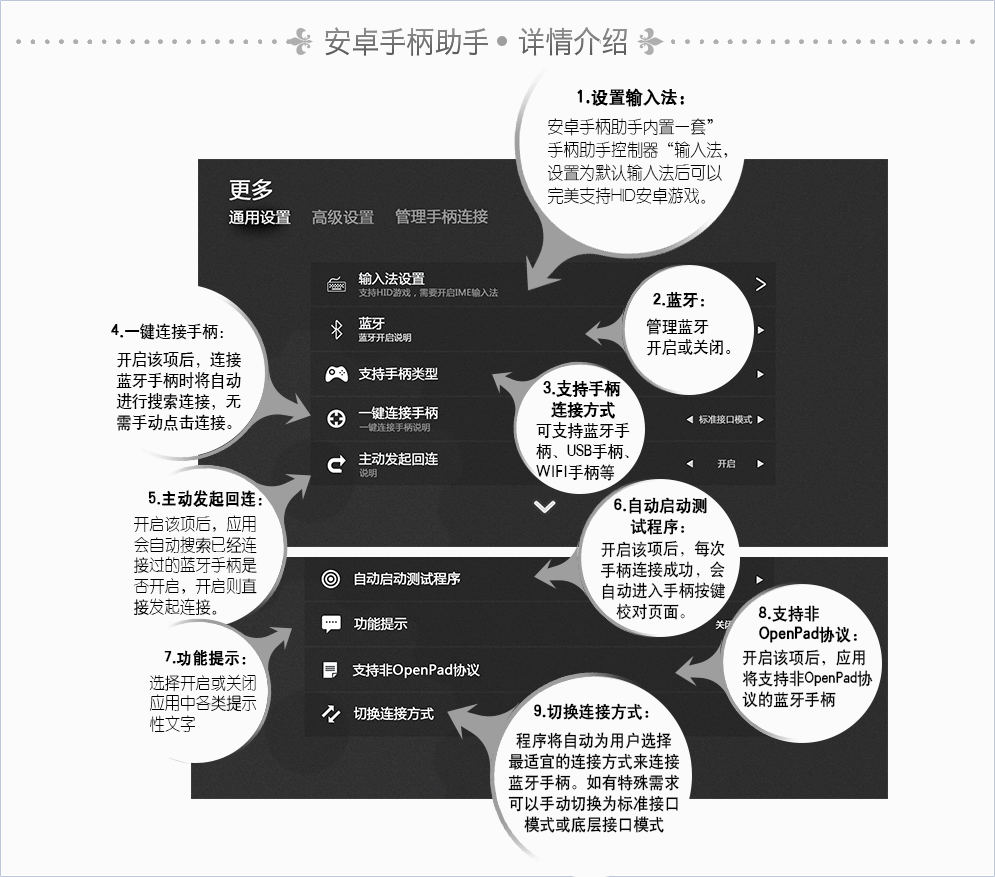 安卓手柄助手•详情介绍
1.设置输入法：
安卓手柄助手内置一套”
手柄助手控制器“输入法，
设置为默认输入法后可以
完美支持HID安卓游戏。
更多
通用设置 高级设置 管理手柄连接
输入法设置
支持HID游戏，需要开启IME输入法
蓝牙
蓝牙开启说明
2.蓝牙：
管理蓝牙
开启或关闭。
支持手柄类型
3.支持手柄
连接方式
可支持蓝牙手
柄、USB手柄、
WIFI手柄等
4.一键连接手柄：
开启该项后，连接
蓝牙手柄时将自动
进行搜索连接，无
需手动点击连接。
一键连接手柄
一键连接手柄说明
标准接口模式
主动发起回连
说明
开启
5.主动发起回连：
开启该项后，应用
会自动搜索已经连
接过的蓝牙手柄是
否开启，开启则直
接发起连接。
6.自动启动测
试程序：
开启该项后，每次
手柄连接成功，会
自动进入手柄按键
校对页面。
自动启动测试程序
功能提示
关闭
7.功能提示：
选择开启或关闭
应用中各类提示
性文字
支持非OpenPad协议
8.支持非
OpenPad协议：
开启该项后，应用
将支持非OpenPad协
议的蓝牙手柄
切换连接方式
9.切换连接方式：
程序将自动为用户选择
最适宜的连接方式来连接
蓝牙手柄。如有特殊需求
可以手动切换为标准接口
模式或底层接口模式